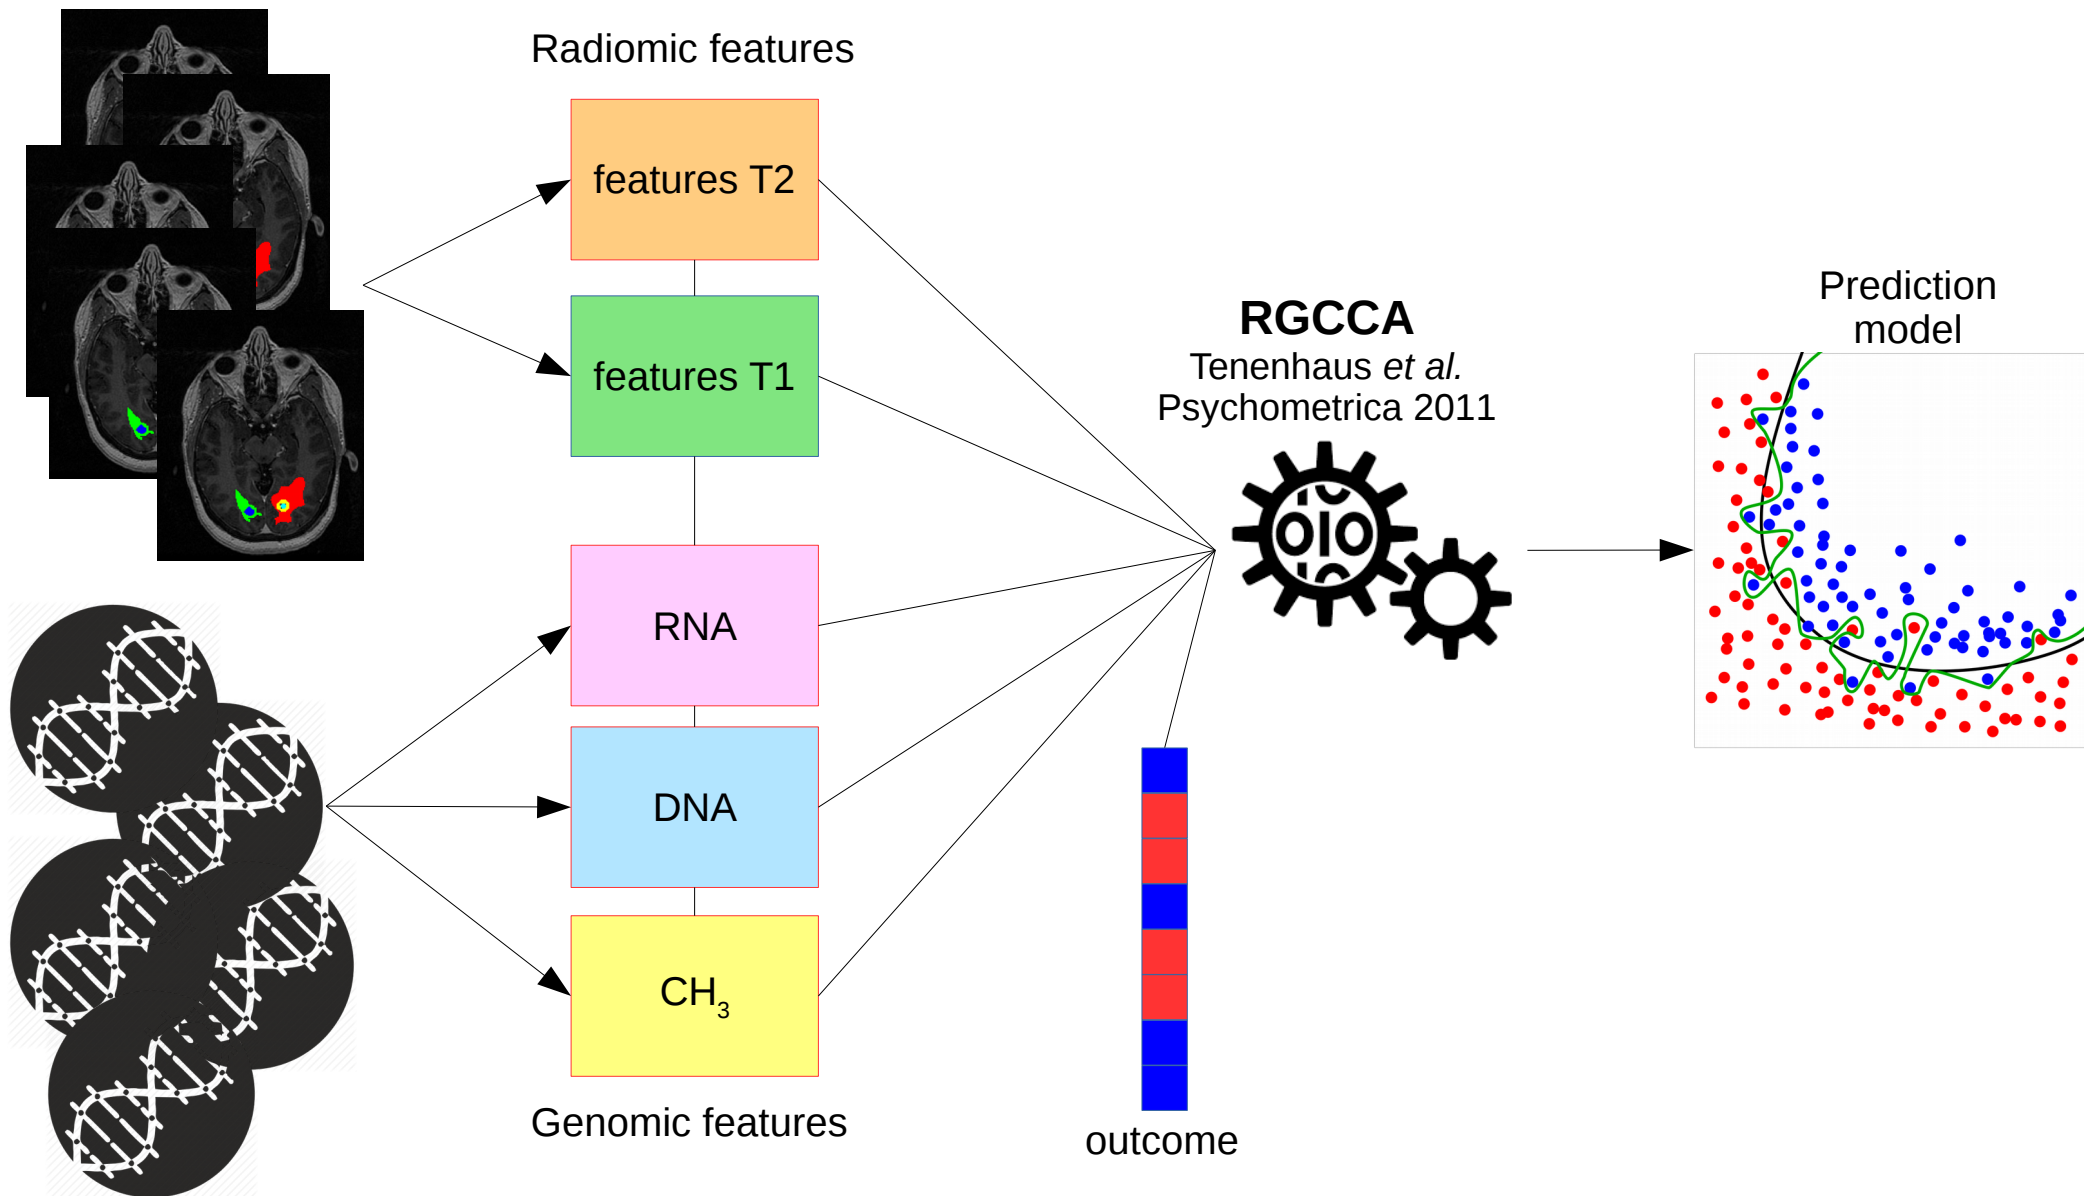 Radiomic features
features T2
features T1
RNA
DNA
CH₃
Genomic features
RGCCA
Tenenhaus et al.
Psychometrica 2011
outcome
Prediction
model